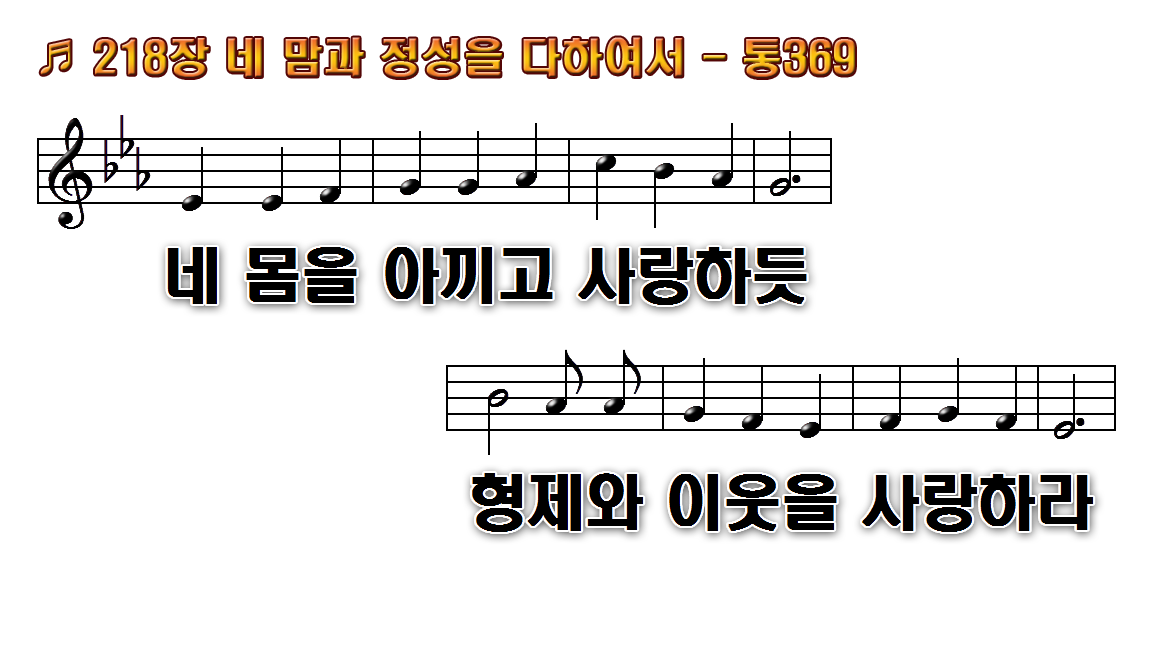 ♬ 218장 네 맘과 정성을 다하여서 - 통369
네 몸을 아끼고 사랑하듯
형제와 이웃을 사랑하라